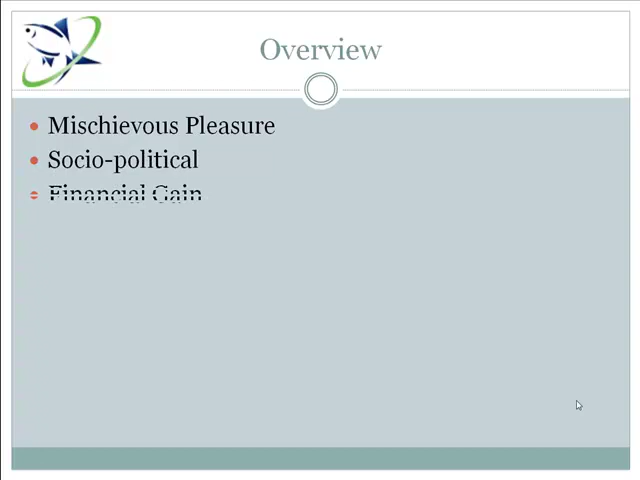 Overview
Mischievous Pleasure
Socio-political
Financial Gain